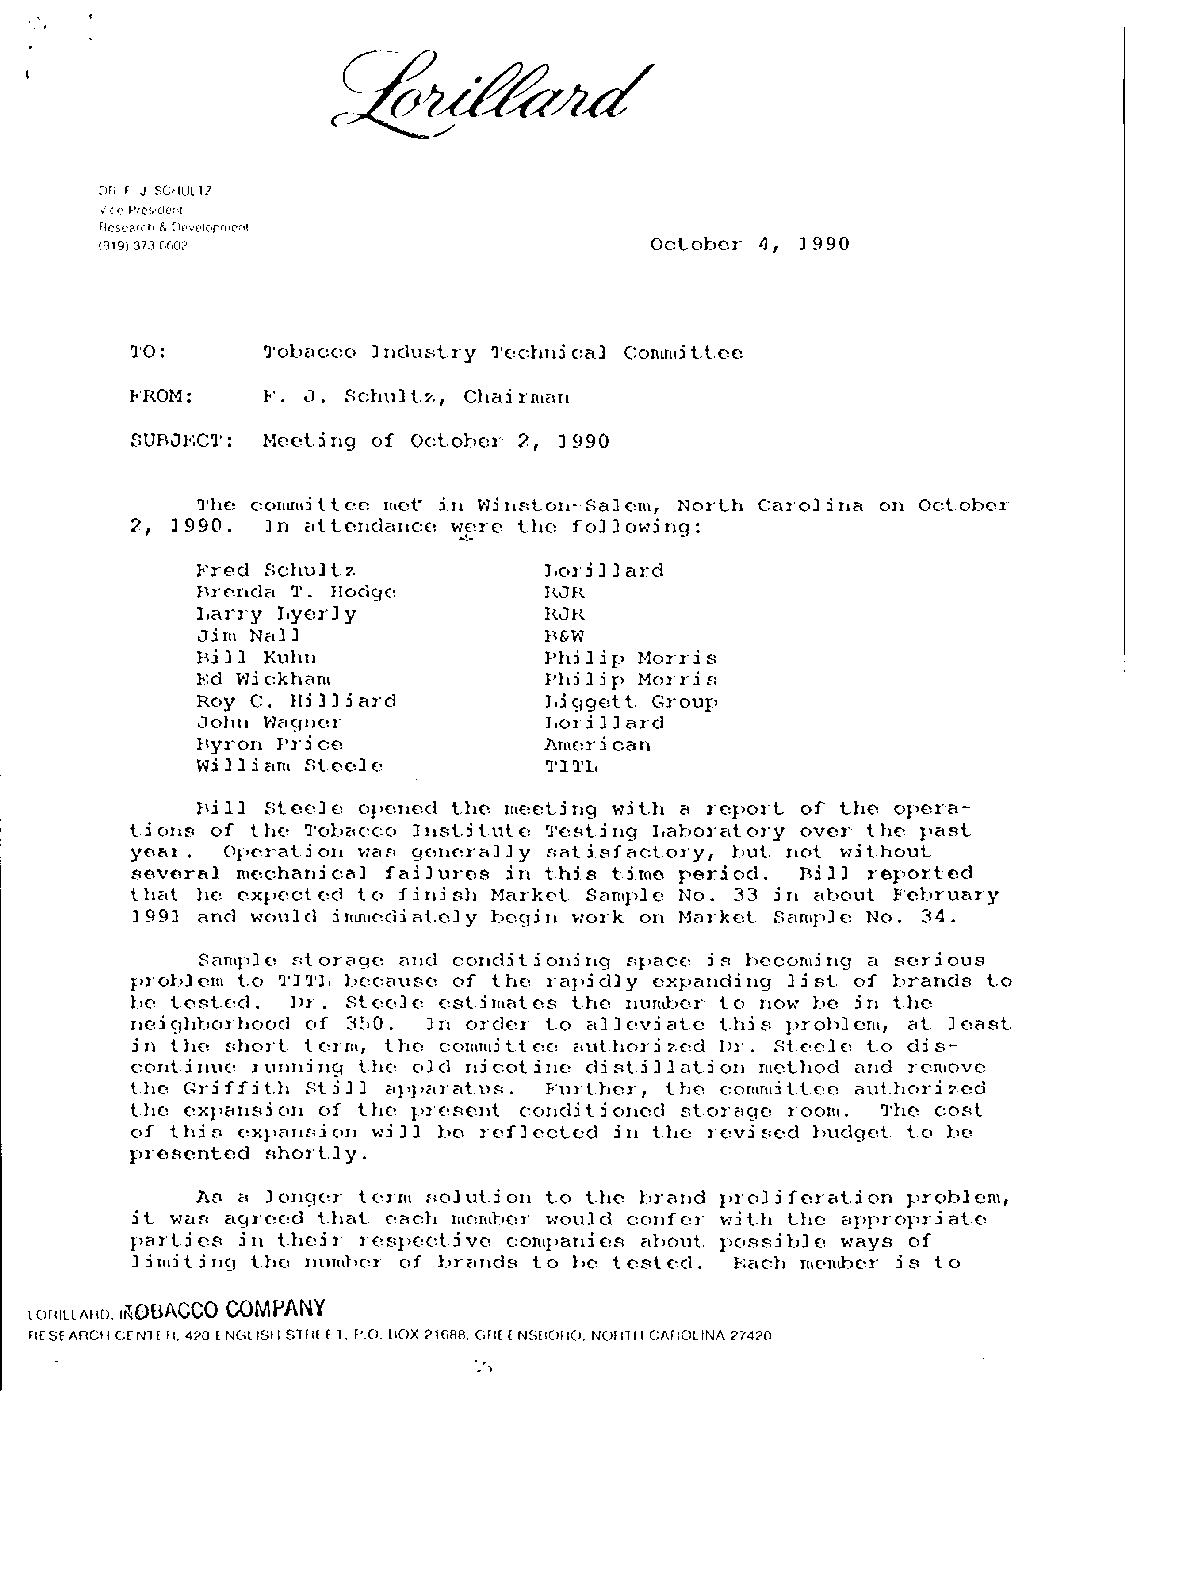 Lorillard
DR. F. J. SCHULTZ
Vice President
Research & Development
(919) 373-6602
October 4, 1990
TO: Tobacco Industry Technical Committee
FROM: F. J. Schultz, Chairman
SUBJECT: Meeting of October 2, 1990
The committee met in Winston-Salem, North Carolina on October
2, 1990. In attendance were the following:
Fred Schultz Lorillard
Brenda T. Hodge RJR
Larry Lyerly RJR
Jim Nall B&W
Bill Kuhn Philip Morris
Ed Wickham Philip Morris
Roy C. Hilliard Liggett Group
John Wagner Lorillard
Byron Price American
William Steele TITL
Bill Steele opened the meeting with a report of the opera-
tions of the Tobacco Institute Testing Laboratory over the past
year. Operation was generally satisfactory, but not without
several mechanical failures in this time period. Bill reported
that he expected to finish Market Sample No. 33 in about February
1991 and would immediately begin work on Market Sample No. 34.
Sample storage and conditioning space is becoming a serious
problem to TITL because of the rapidly expanding list of brands to
be tested. Dr. Steele estimates the number to now be in the
neighborhood of 350. In order to alleviate this problem, at least
in the short term, the committee authorized Dr. Steele to dis-
continue running the old nicotine distillation method and remove
the Griffith Still apparatus. Further, the committee authorized
the expansion of the present conditioned storage room. The cost
of this expansion will be reflected in the revised budget to be
presented shortly.
As a longer term solution to the brand proliferation problem,
it was agreed that each member would confer with the appropriate
parties in their respective companies about possible ways of
limiting the number of brands to be tested. Each member is to
LORILLARD, TOBACCO COMPANY
RESEARCH CENTER, 420 ENGLISH STREET, P.O. BOX 21688, GREENSBORO, NORTH CAROLINA 27420